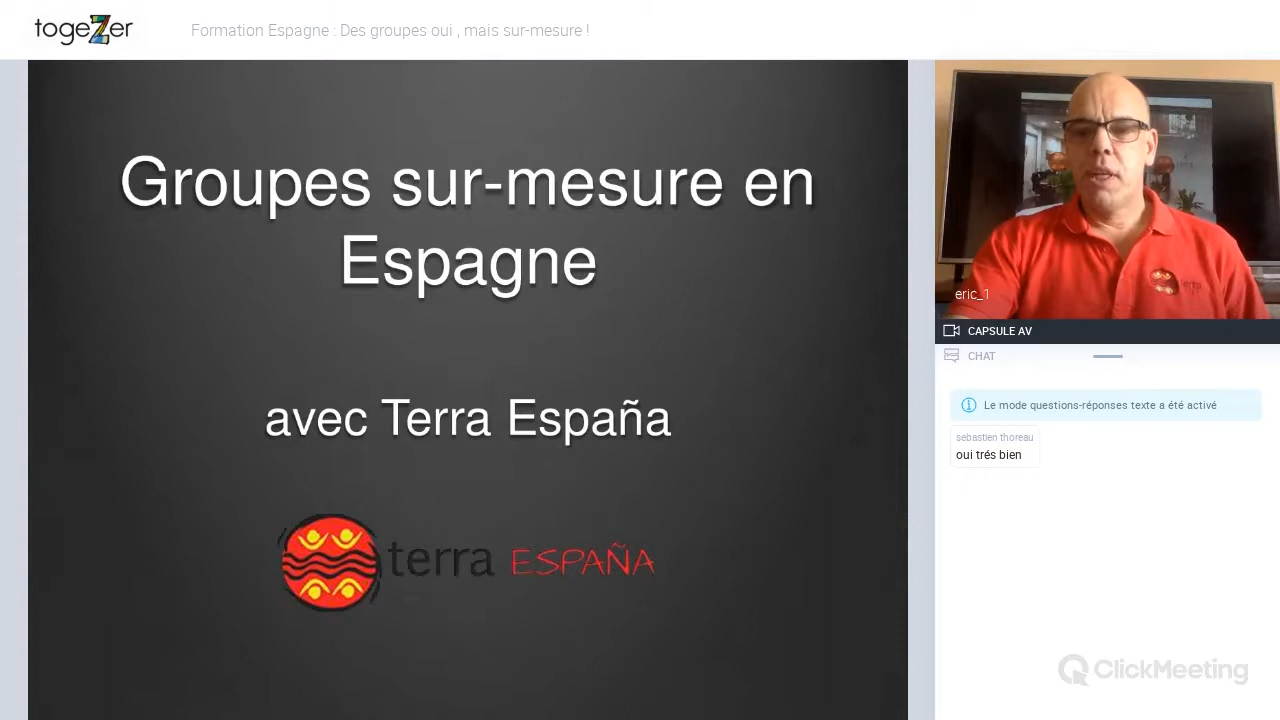 togeZer
Formation Espagne : Des groupes oui , mais sur-mesure !
Groupes sur-mesure en
Espagne
avec Terra España
terra ESPAÑA
eric_1
CAPSULE AV
CHAT
Le mode questions-réponses texte a été activé
sebastien thoreau
oui trés bien
ClickMeeting